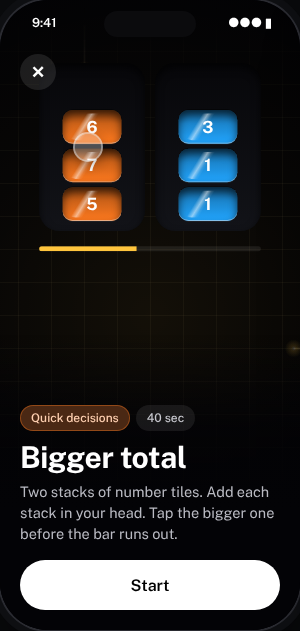 9:41
6
7
5
3
1
1
Quick decisions
40 sec
Bigger total
Two stacks of number tiles. Add each
stack in your head. Tap the bigger one
before the bar runs out.
Start